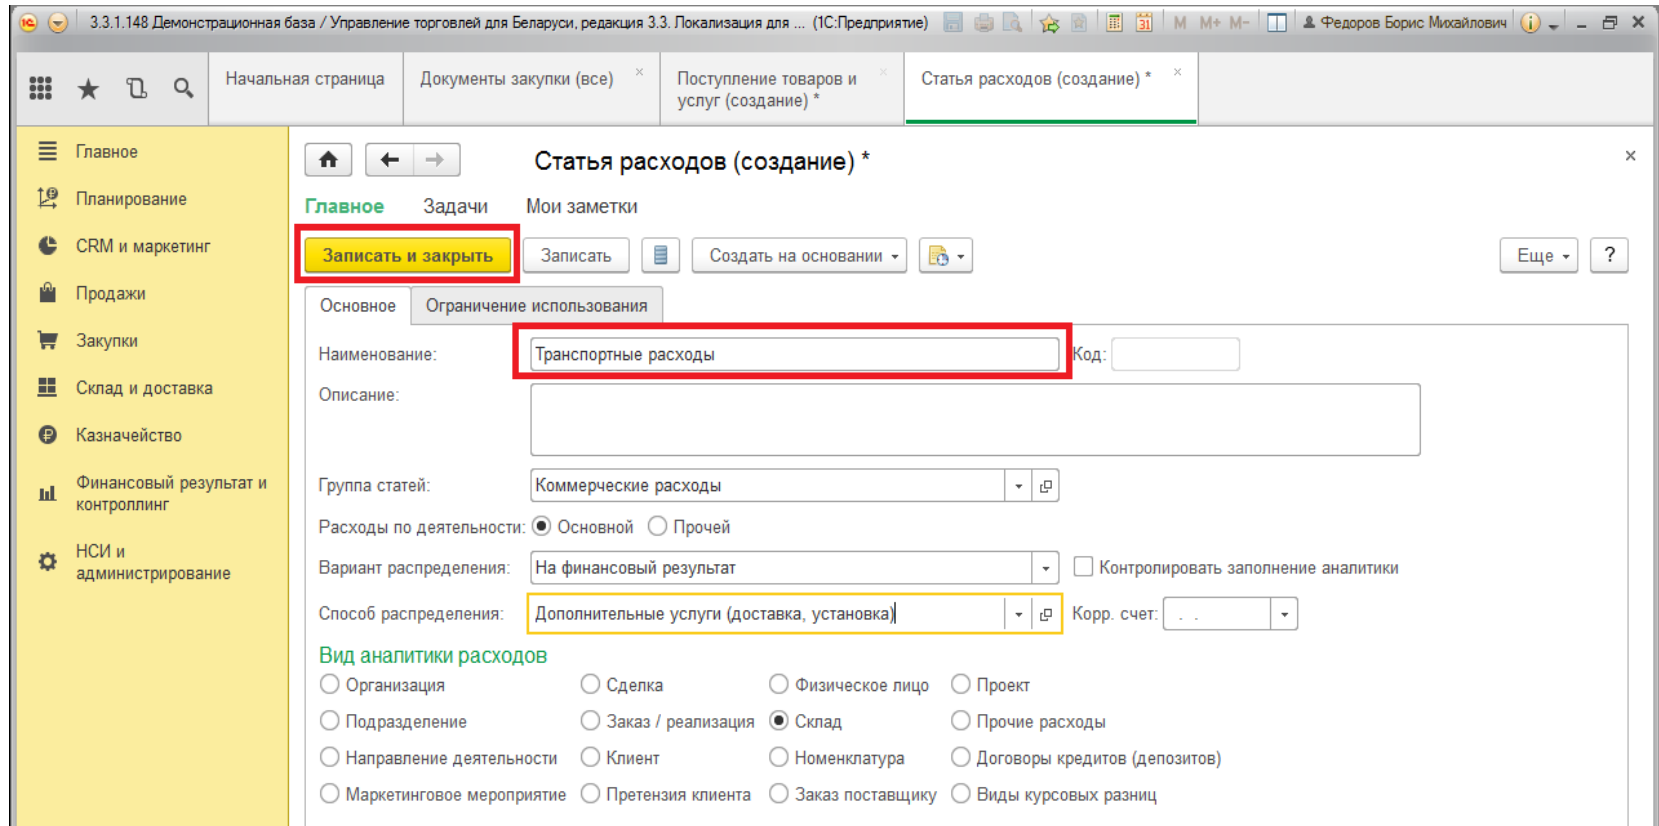 3.3.1.148 Демонстрационная база / Управление торговлей для Беларуси, редакция 3.3. Локализация для ... (1С:Предприятие) 31 M M+ M- Федоров Борис Михайлович
Начальная страница
Документы закупки (все)
Поступление товаров и
услуг (создание) *
Статья расходов (создание) *
Главное
Планирование
CRM и маркетинг
Продажи
Закупки
Склад и доставка
Казначейство
Финансовый результат и
контроллинг
НСИ и
администрирование
Статья расходов (создание) *
Главное Задачи Мои заметки
Записать и закрыть Записать Создать на основании Еще ?
Основное Ограничение использования
Наименование: Транспортные расходы Код:
Описание:
Группа статей: Коммерческие расходы
Расходы по деятельности: Основной Прочей
Вариант распределения: На финансовый результат Контролировать заполнение аналитики
Способ распределения: Дополнительные услуги (доставка, установка) Корр. счет: . .
Вид аналитики расходов
Организация Сделка Физическое лицо Проект
Подразделение Заказ / реализация Склад Прочие расходы
Направление деятельности Клиент Номенклатура Договоры кредитов (депозитов)
Маркетинговое мероприятие Претензия клиента Заказ поставщику Виды курсовых разниц